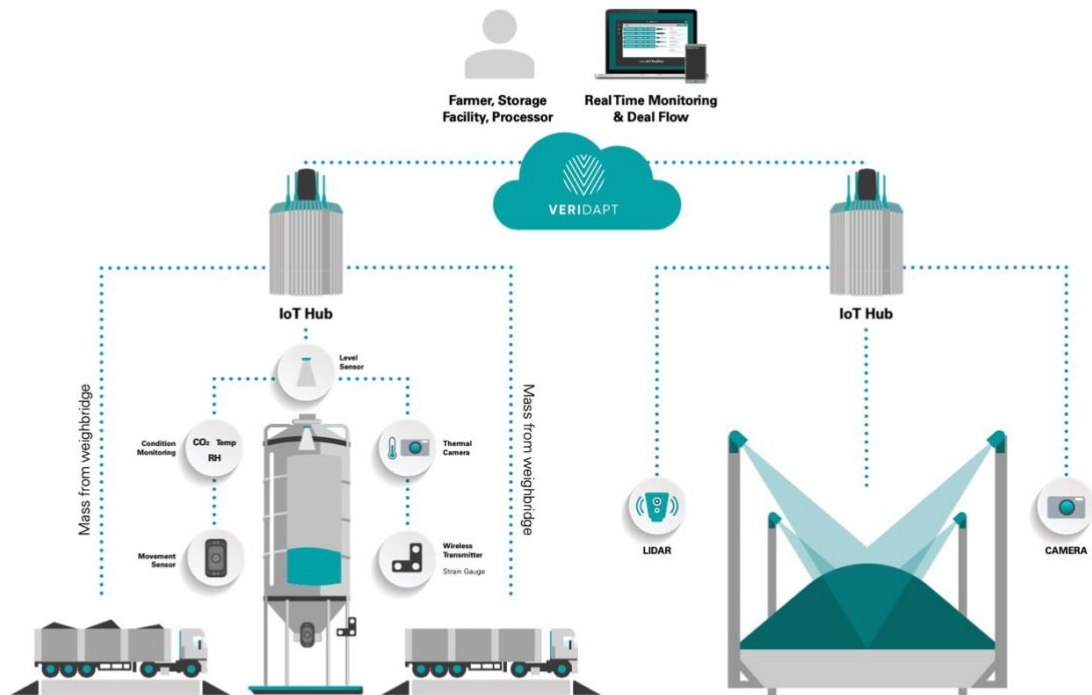 Farmer, Storage
Facility, Processor
Real Time Monitoring
& Deal Flow
VERIDAPT
IoT Hub
IoT Hub
Level
Sensor
Mass from weighbridge
Mass from weighbridge
Condition
Monitoring
CO₂ Temp
RH
Thermal
Camera
Movement
Sensor
Wireless
Transmitter
Strain Gauge
LIDAR
CAMERA